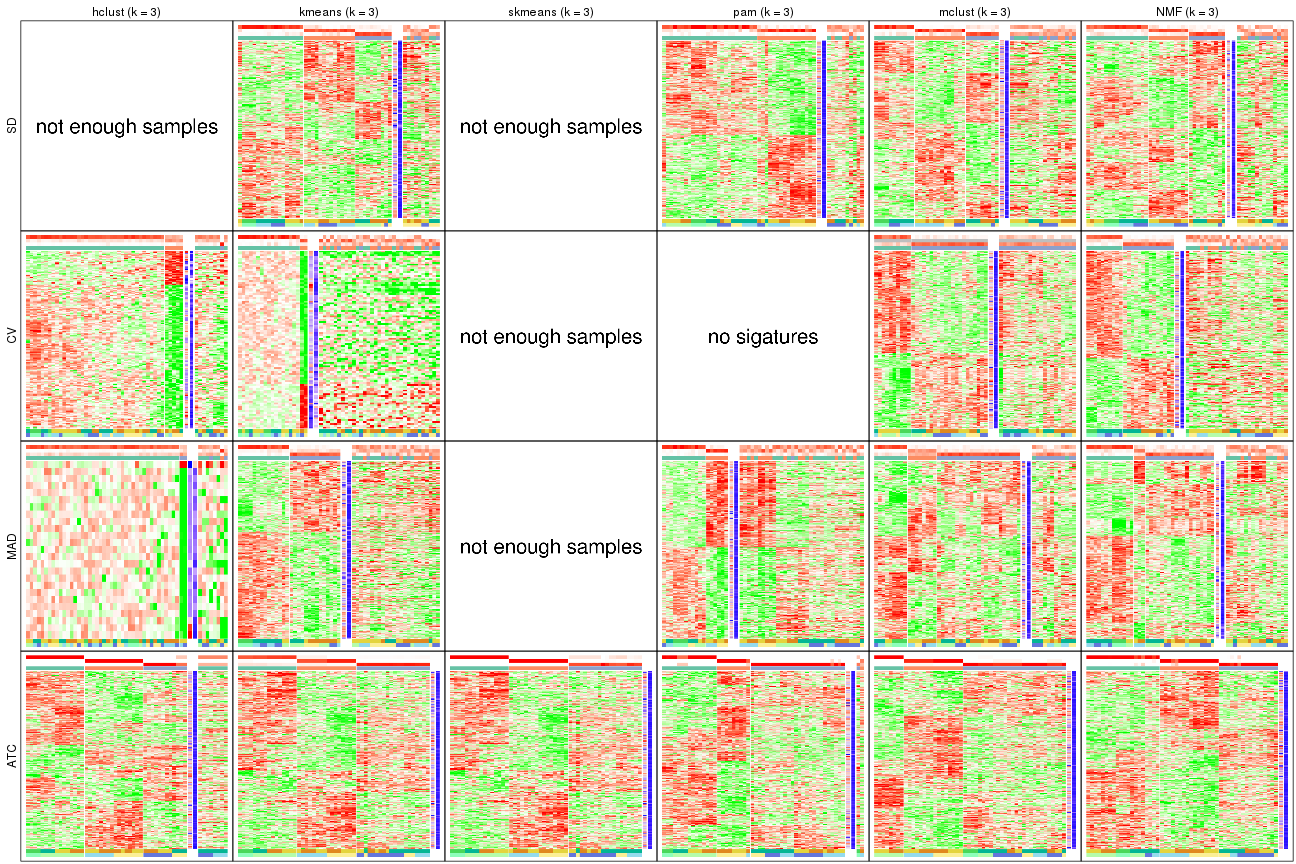 hclust (k = 3) kmeans (k = 3) skmeans (k = 3) pam (k = 3) mclust (k = 3) NMF (k = 3)
SD not enough samples not enough samples
CV not enough samples no sigatures
MAD not enough samples
ATC